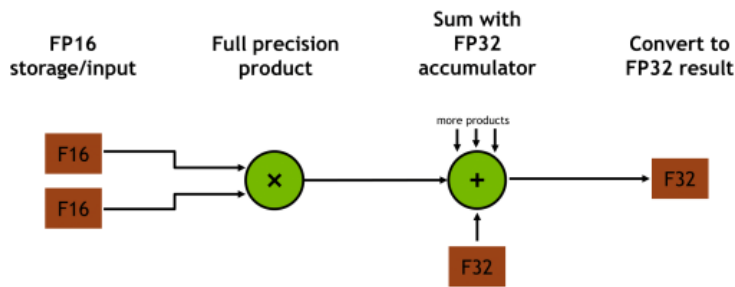 FP16
storage/input
Full precision
product
Sum with
FP32
accumulator
Convert to
FP32 result
more products
F16
F16
×
+
F32
F32